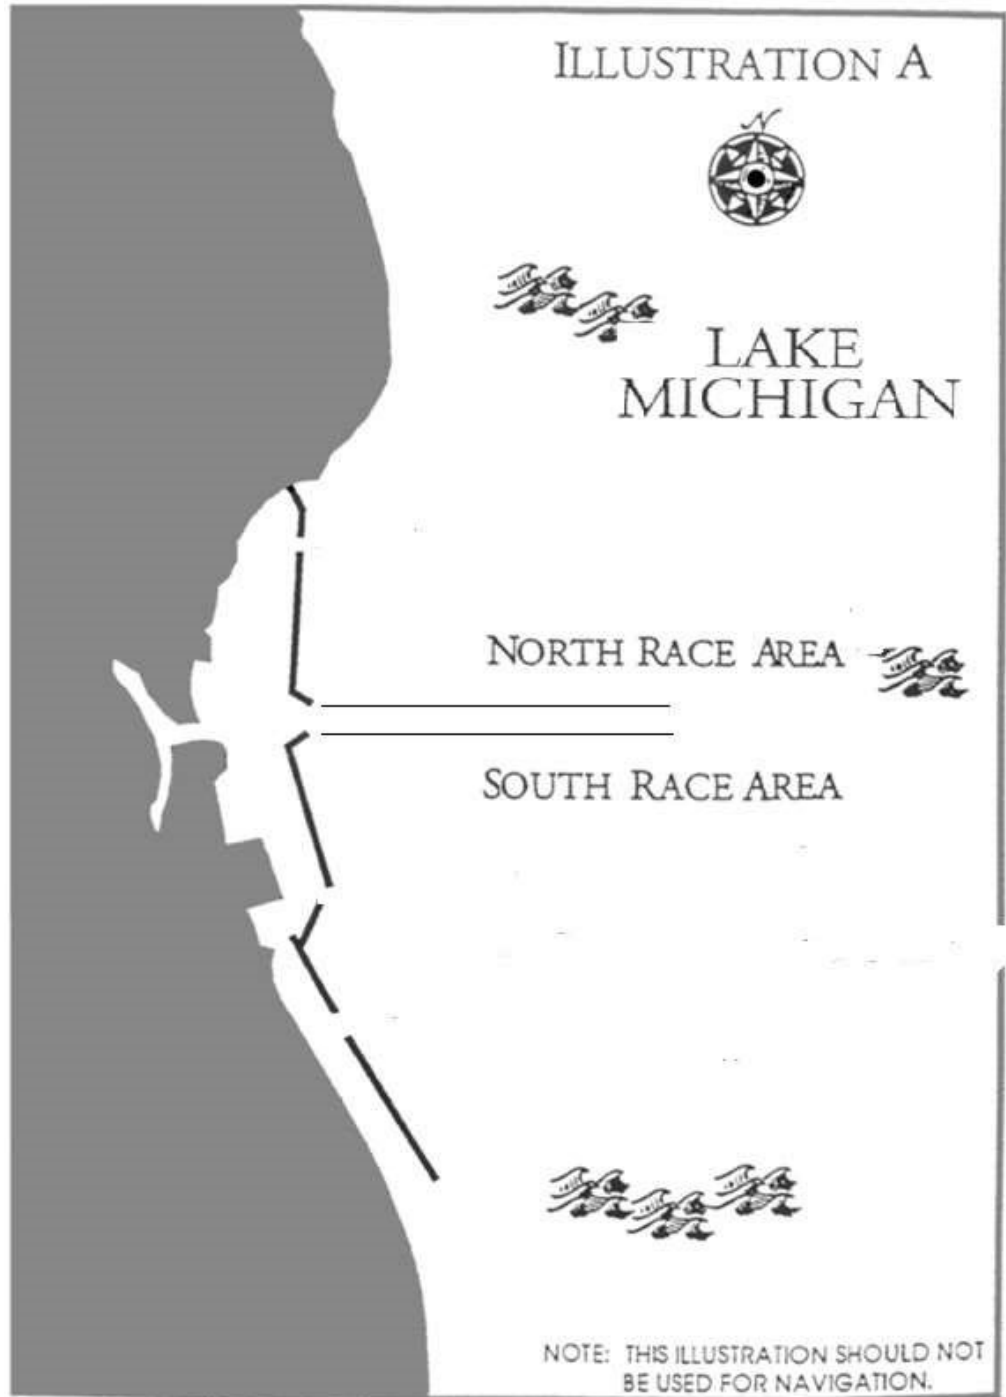 ILLUSTRATION A
N
LAKE
MICHIGAN
NORTH RACE AREA
SOUTH RACE AREA
NOTE: THIS ILLUSTRATION SHOULD NOT
BE USED FOR NAVIGATION.